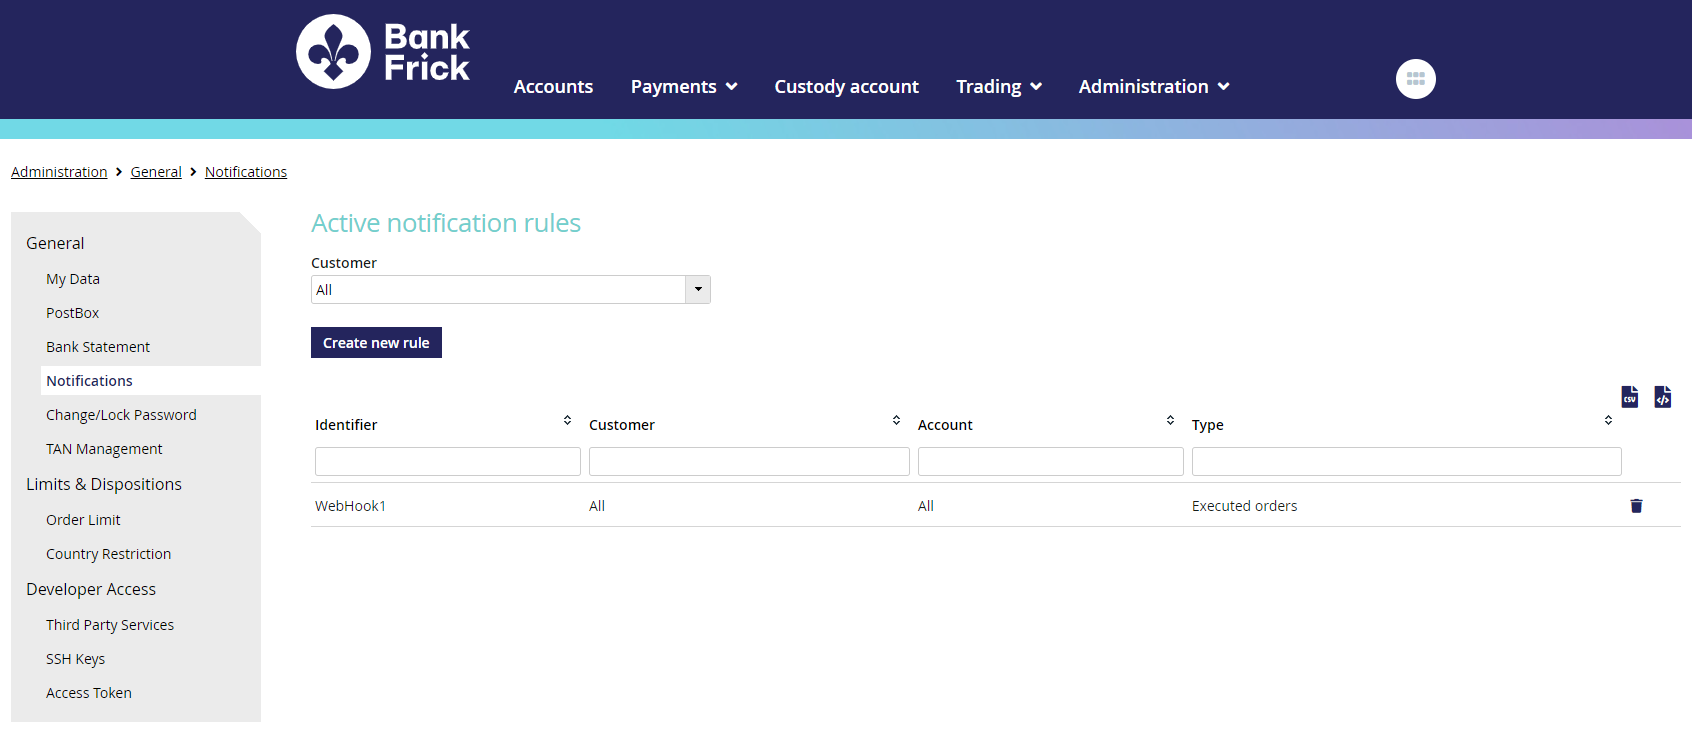 Bank
Frick
Accounts Payments Custody account Trading Administration
Administration General Notifications
General
My Data
PostBox
Bank Statement
Notifications
Change/Lock Password
TAN Management
Limits & Dispositions
Order Limit
Country Restriction
Developer Access
Third Party Services
SSH Keys
Access Token
Active notification rules
Customer
All
Create new rule
CSV </>
Identifier Customer Account Type
WebHook1 All All Executed orders